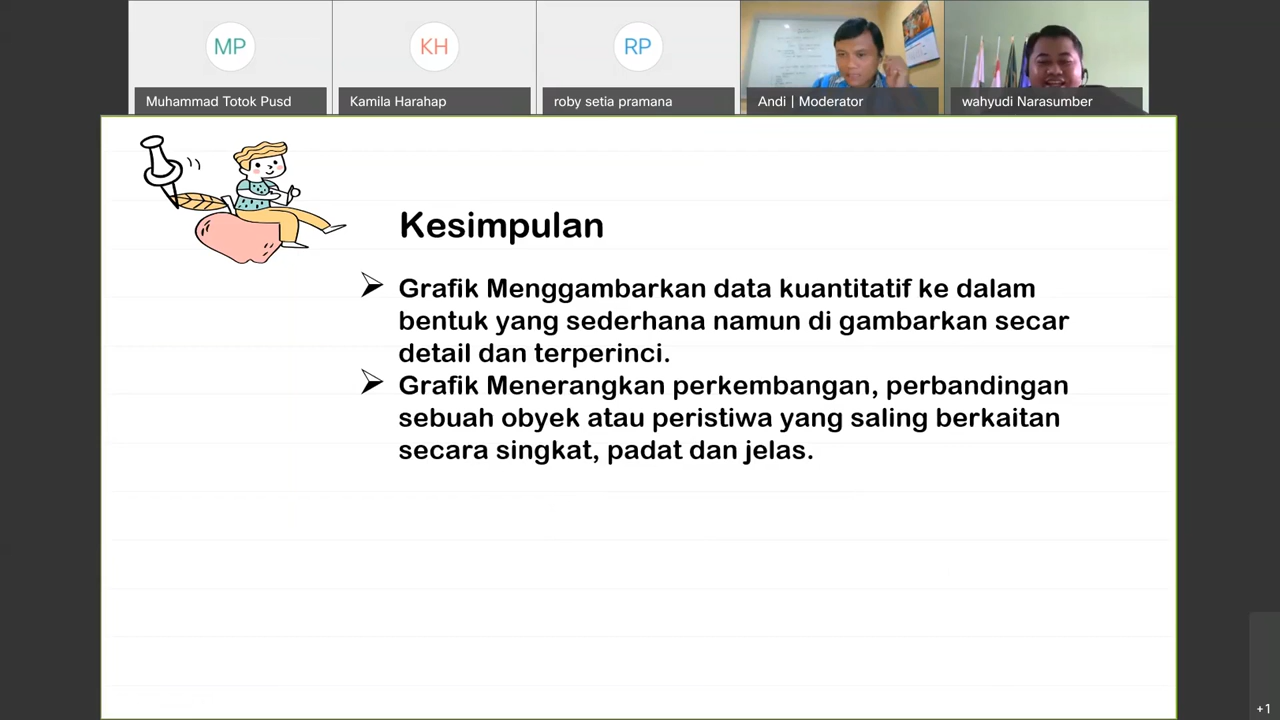 MP
KH
RP
Muhammad Totok Pusd
Kamila Harahap
roby setia pramana
Andi | Moderator
wahyudi Narasumber
Kesimpulan
Grafik Menggambarkan data kuantitatif ke dalam
bentuk yang sederhana namun di gambarkan secar
detail dan terperinci.
Grafik Menerangkan perkembangan, perbandingan
sebuah obyek atau peristiwa yang saling berkaitan
secara singkat, padat dan jelas.
+1